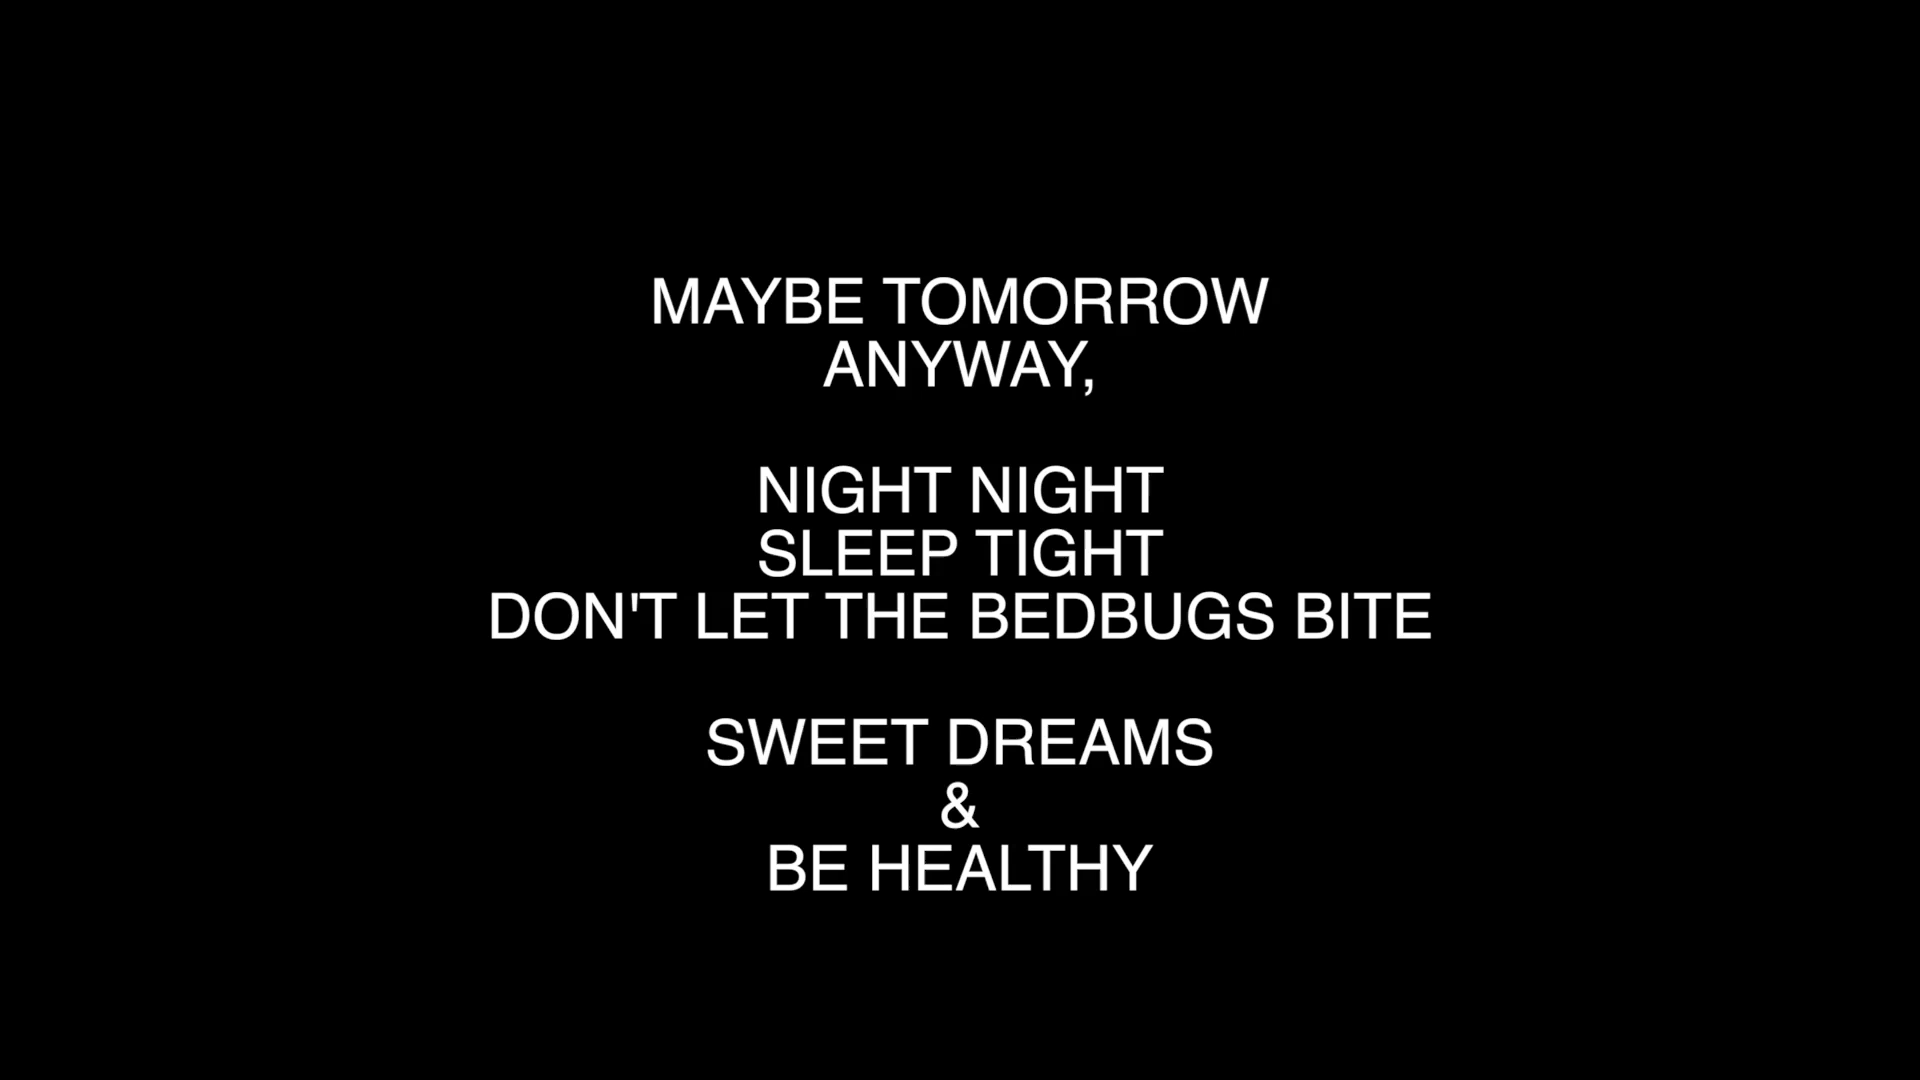 MAYBE TOMORROW
ANYWAY,
NIGHT NIGHT
SLEEP TIGHT
DON'T LET THE BEDBUGS BITE
SWEET DREAMS
&
BE HEALTHY